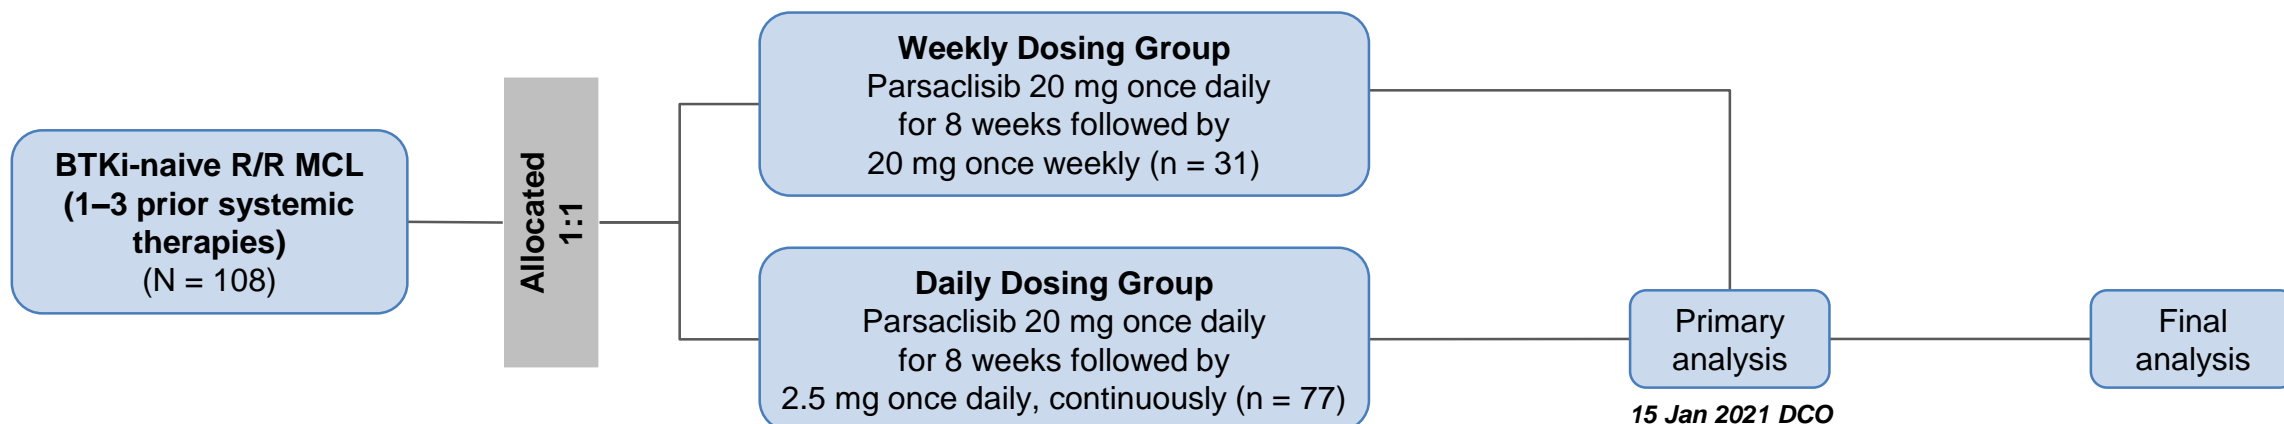 BTKi-naive R/R MCL
(1–3 prior systemic
therapies)
(N = 108)
Allocated
1:1
Weekly Dosing Group
Parsaclisib 20 mg once daily
for 8 weeks followed by
20 mg once weekly (n = 31)
Daily Dosing Group
Parsaclisib 20 mg once daily
for 8 weeks followed by
2.5 mg once daily, continuously (n = 77)
Primary
analysis
15 Jan 2021 DCO
Final
analysis